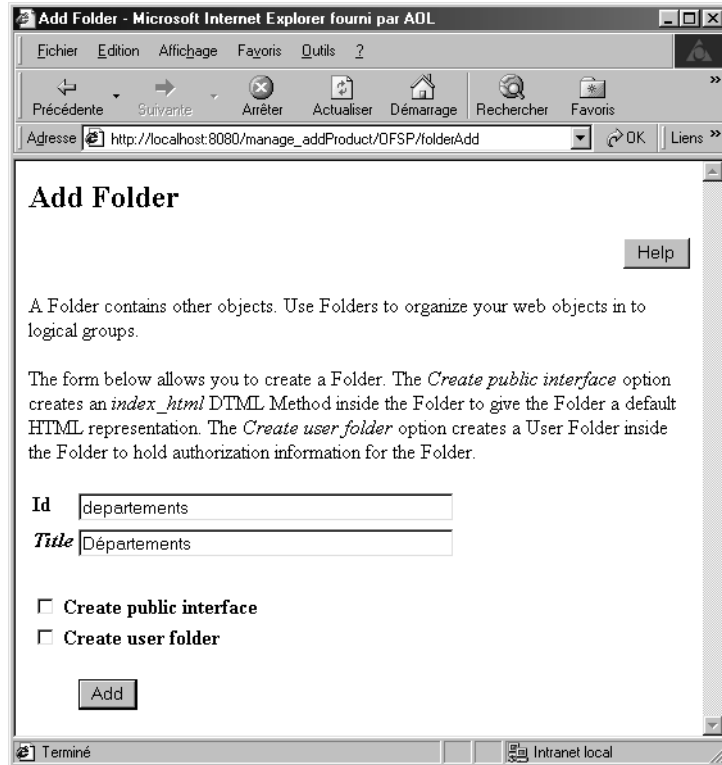 Add Folder - Microsoft Internet Explorer fourni par AOL
Fichier Edition Affichage Favoris Outils ?
Précédente Suivante Arrêter Actualiser Démarrage Rechercher Favoris »
Adresse http://localhost:8080/manage_addProduct/OFSP/folderAdd OK Liens »
Add Folder
Help
A Folder contains other objects. Use Folders to organize your web objects in to
logical groups.
The form below allows you to create a Folder. The Create public interface option
creates an index_html DTML Method inside the Folder to give the Folder a default
HTML representation. The Create user folder option creates a User Folder inside
the Folder to hold authorization information for the Folder.
Id departements
Title Départements
Create public interface
Create user folder
Add
Terminé Intranet local